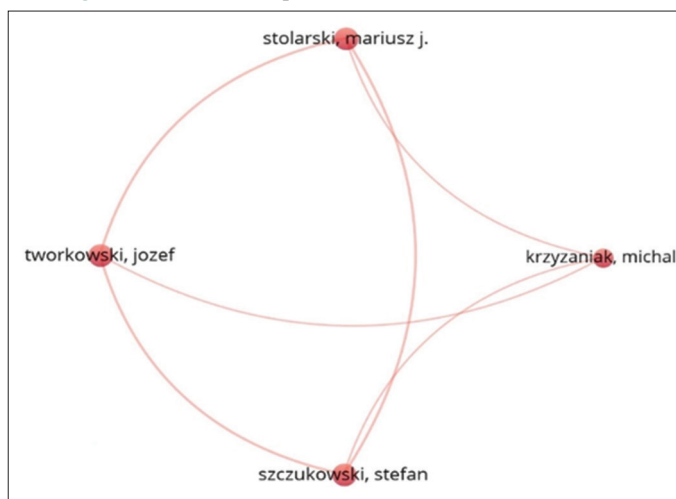 stolarski, mariusz j.
tworkowski, jozef
krzyzaniak, michal
szczukowski, stefan